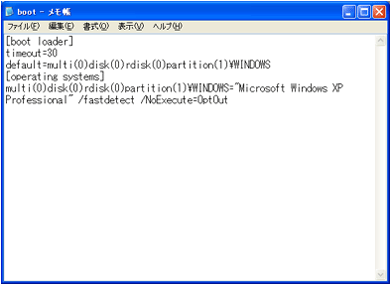 boot - メモ帳
ファイル(F) 編集(E) 書式(O) 表示(V) ヘルプ(H)
[boot loader]
timeout=30
default=multi(0)disk(0)rdisk(0)partition(1)¥WINDOWS
[operating systems]
multi(0)disk(0)rdisk(0)partition(1)¥WINDOWS="Microsoft Windows XP
Professional" /fastdetect /NoExecute=OptOut